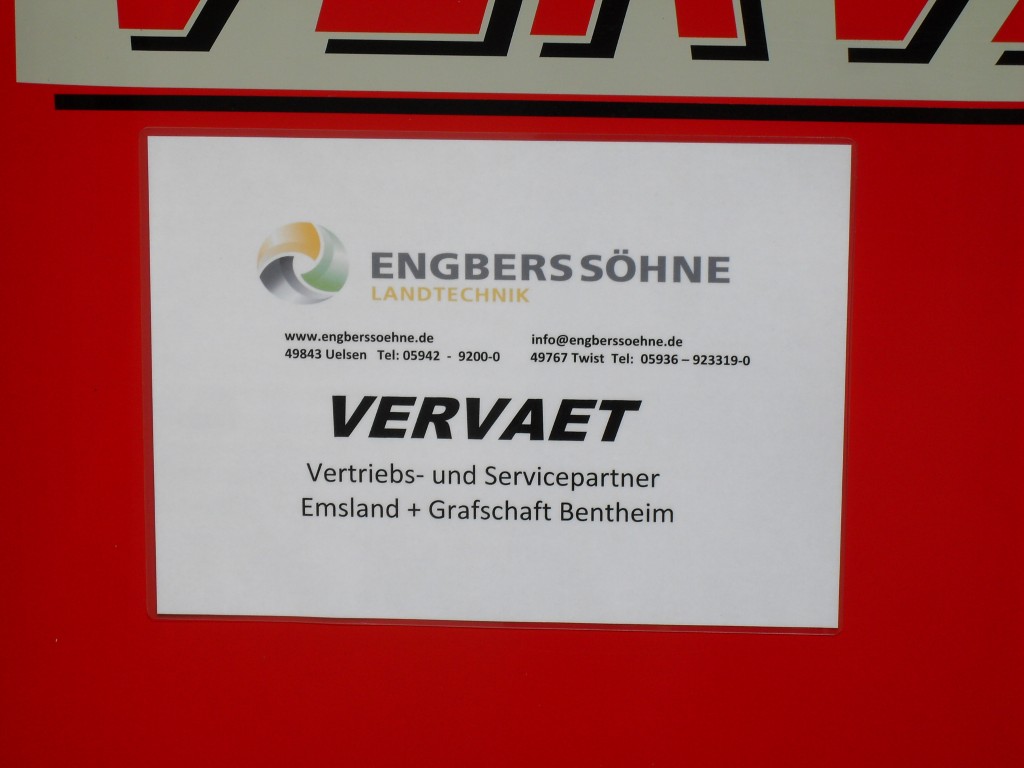 ENGBERS SÖHNE
LANDTECHNIK
www.engberssoehne.de info@engberssoehne.de
49843 Uelsen Tel: 05942 - 9200-0 49767 Twist Tel: 05936 – 923319-0
VERVAET
Vertriebs- und Servicepartner
Emsland + Grafschaft Bentheim